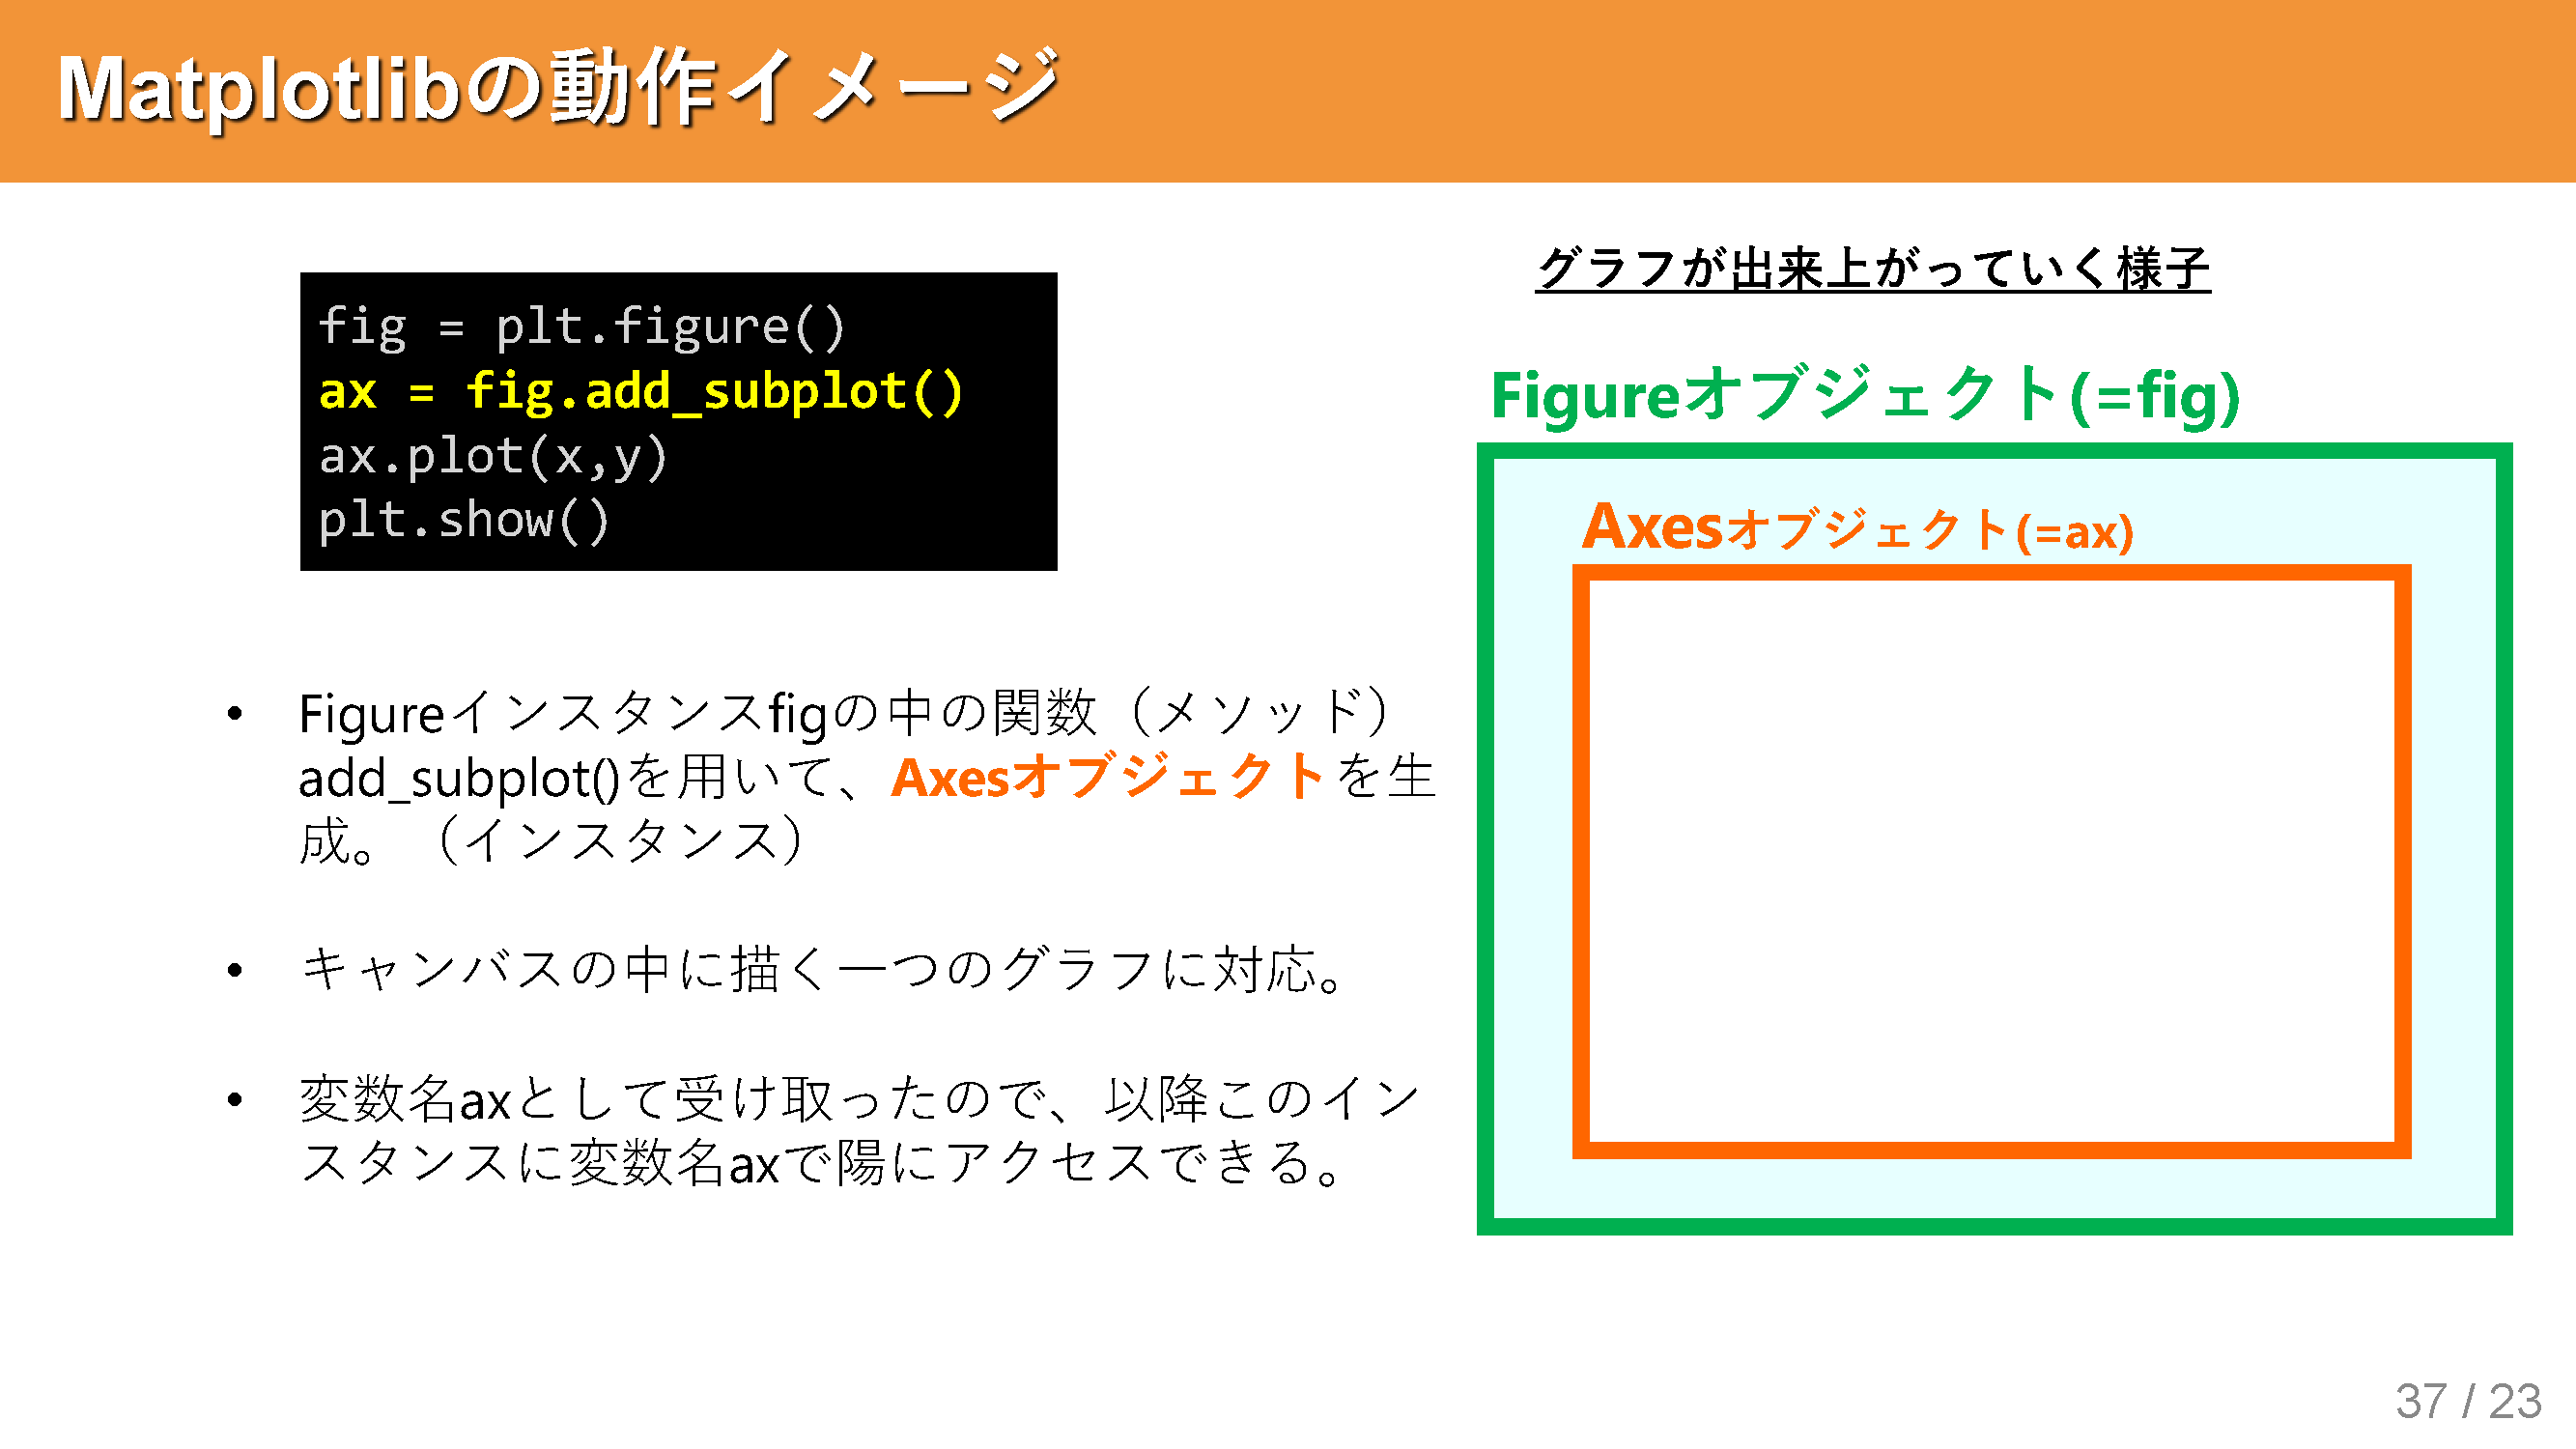 Matplotlibの動作イメージ
fig = plt.figure()
ax = fig.add_subplot()
ax.plot(x,y)
plt.show()
• Figureインスタンスfigの中の関数（メソッド）
add_subplot()を用いて、Axesオブジェクトを生
成。（インスタンス）
• キャンバスの中に描く一つのグラフに対応。
• 変数名axとして受け取ったので、以降このイン
スタンスに変数名axで陽にアクセスできる。
グラフが出来上がっていく様子
Figureオブジェクト(=fig)
Axesオブジェクト(=ax)
37 / 23